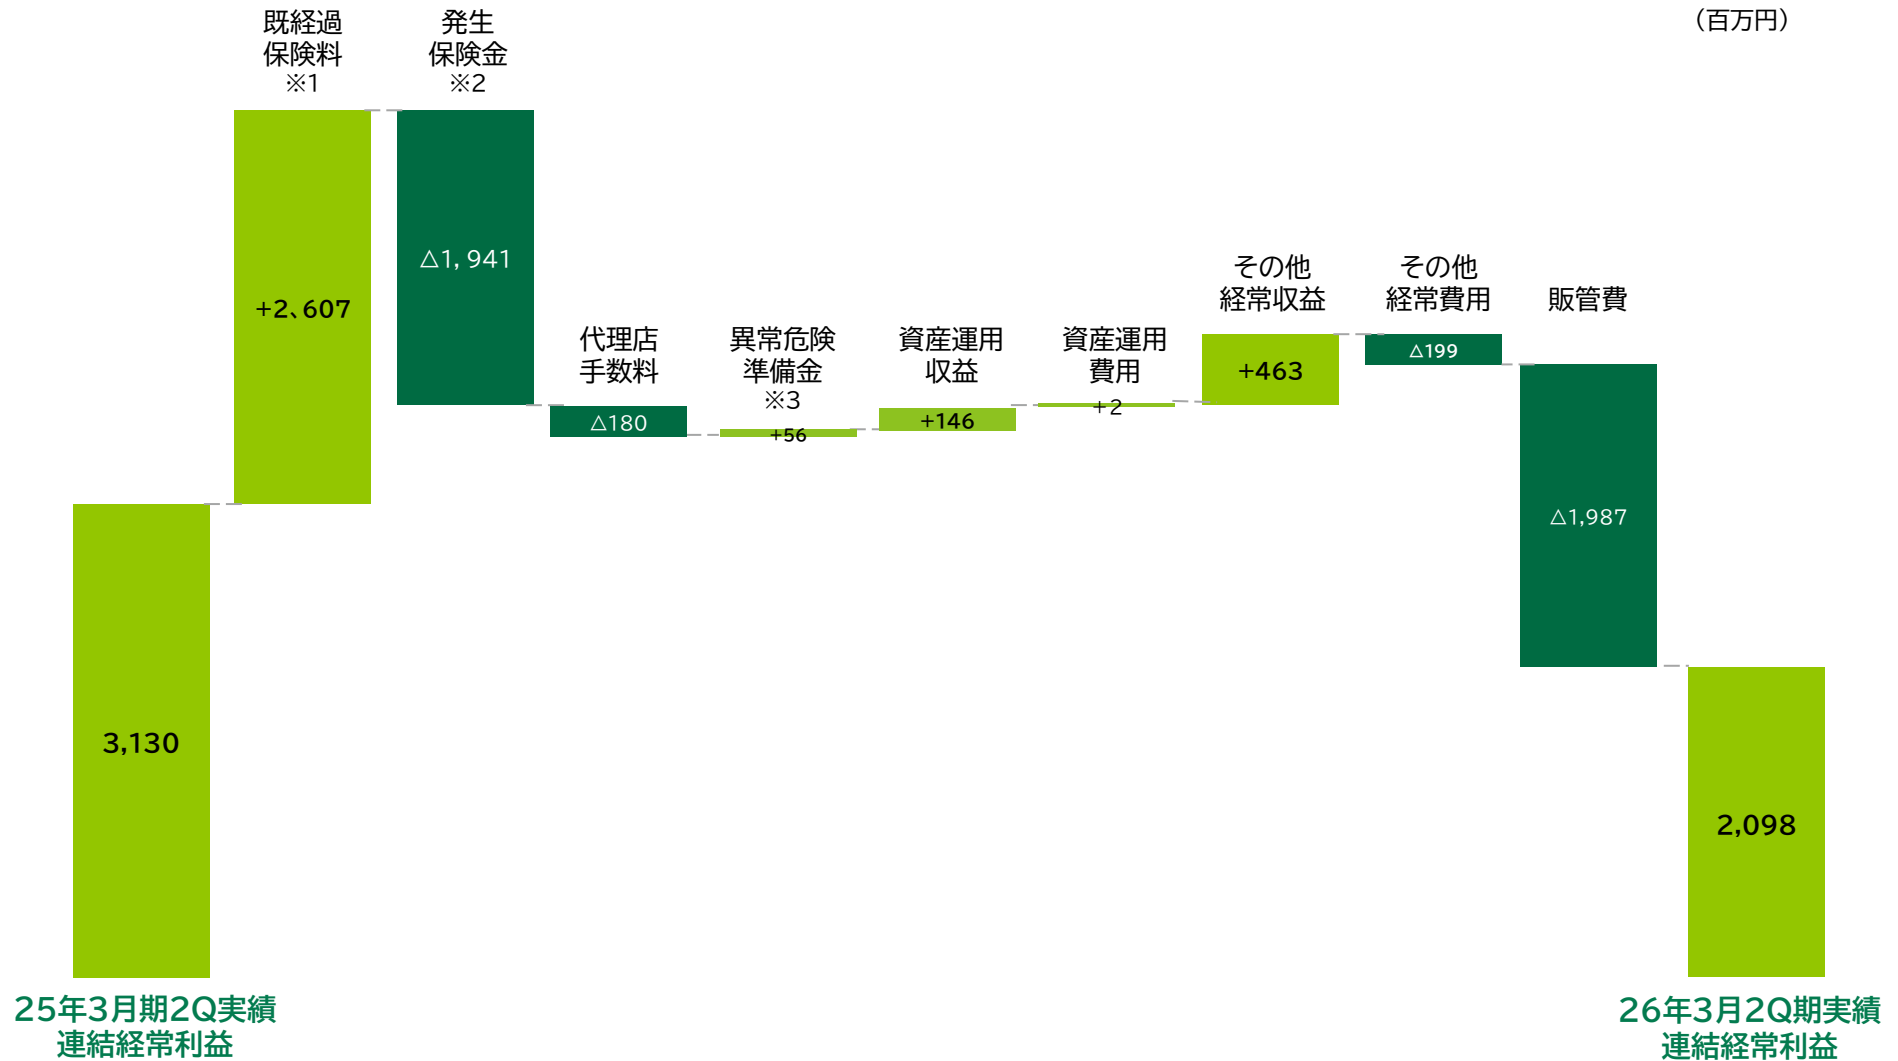 (百万円)
既経過
保険料
※1
+2、607
発生
保険金
※2
△1, 941
代理店
手数料
△180
異常危険
準備金
※3
+56
資産運用
収益
+146
資産運用
費用
+2
その他
経常収益
+463
その他
経常費用
△199
販管費
△1,987
3,130
25年3月期2Q実績
連結経常利益
2,098
26年3月2Q期実績
連結経常利益